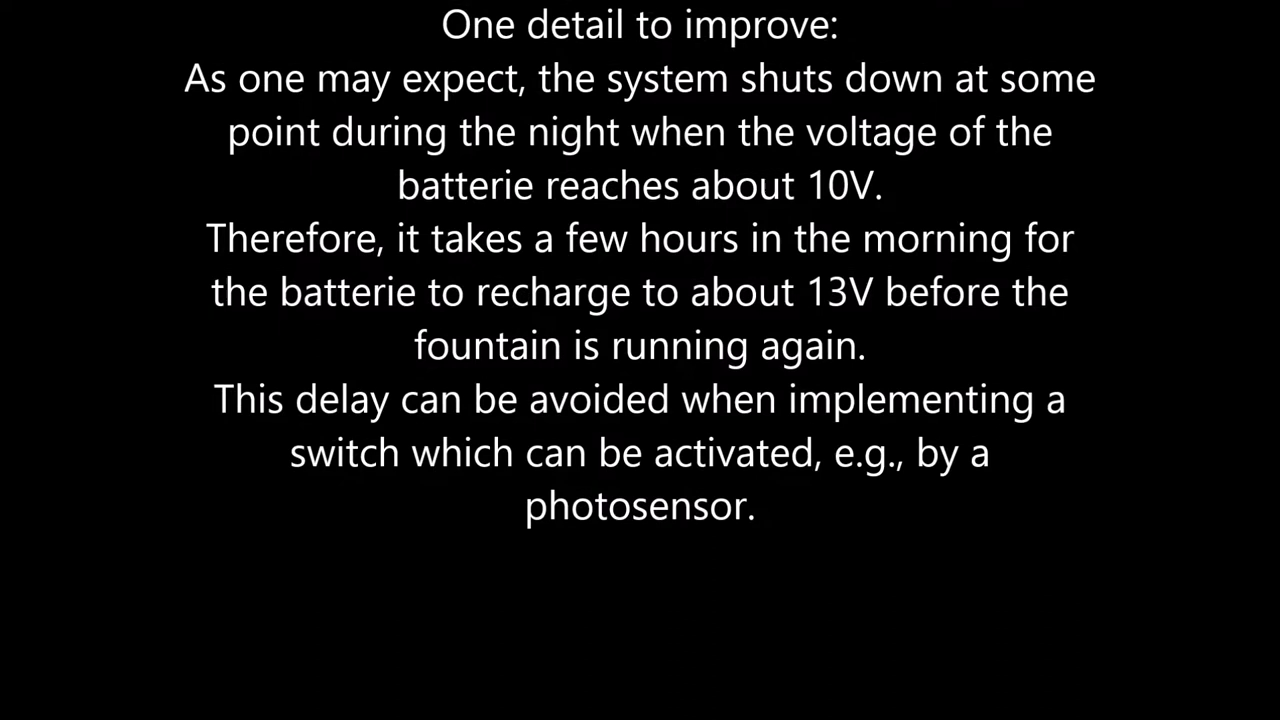 One detail to improve:
As one may expect, the system shuts down at some
point during the night when the voltage of the
batterie reaches about 10V.
Therefore, it takes a few hours in the morning for
the batterie to recharge to about 13V before the
fountain is running again.
This delay can be avoided when implementing a
switch which can be activated, e.g., by a
photosensor.